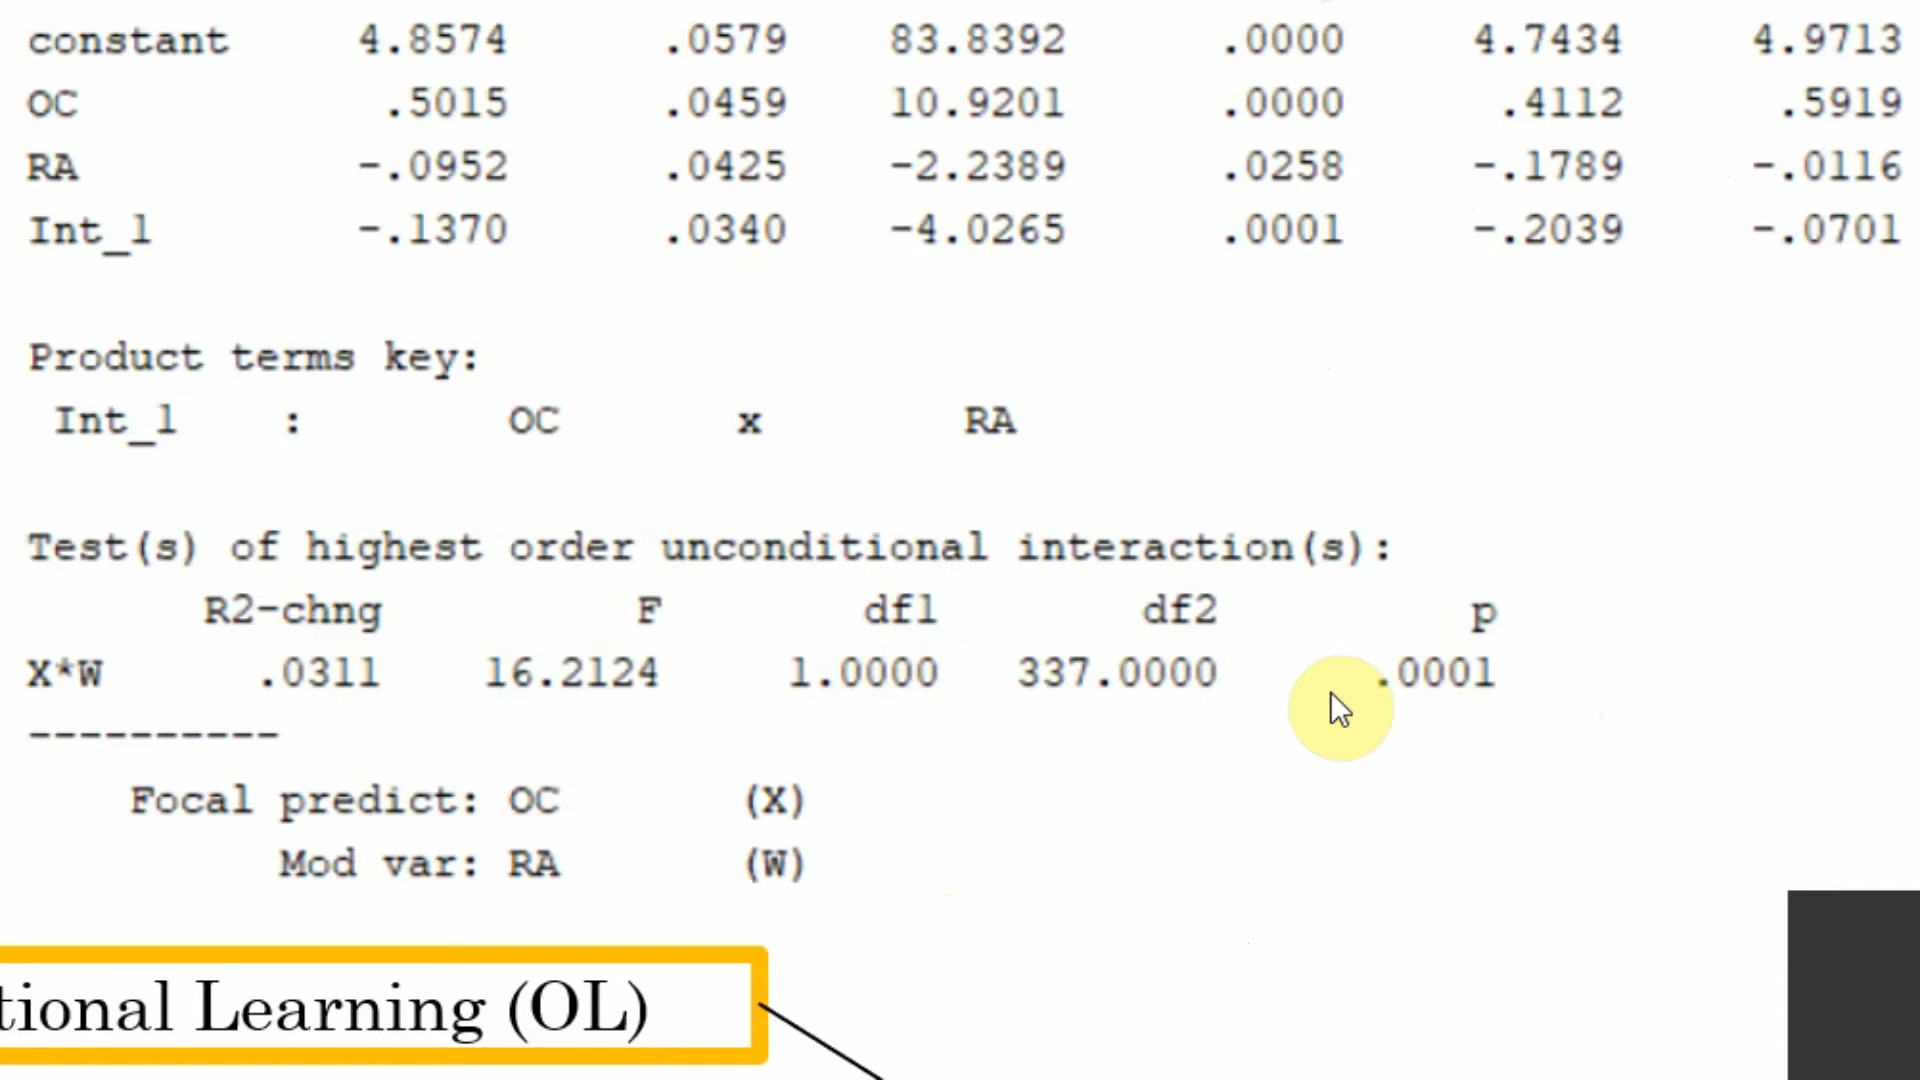 constant 4.8574 .0579 83.8392 .0000 4.7434 4.9713
OC .5015 .0459 10.9201 .0000 .4112 .5919
RA -.0952 .0425 -2.2389 .0258 -.1789 -.0116
Int_1 -.1370 .0340 -4.0265 .0001 -.2039 -.0701
Product terms key:
Int_1 : OC x RA
Test(s) of highest order unconditional interaction(s):
R2-chng F df1 df2 p
X*W .0311 16.2124 1.0000 337.0000 .0001
----------
Focal predict: OC (X)
Mod var: RA (W)
tional Learning (OL)